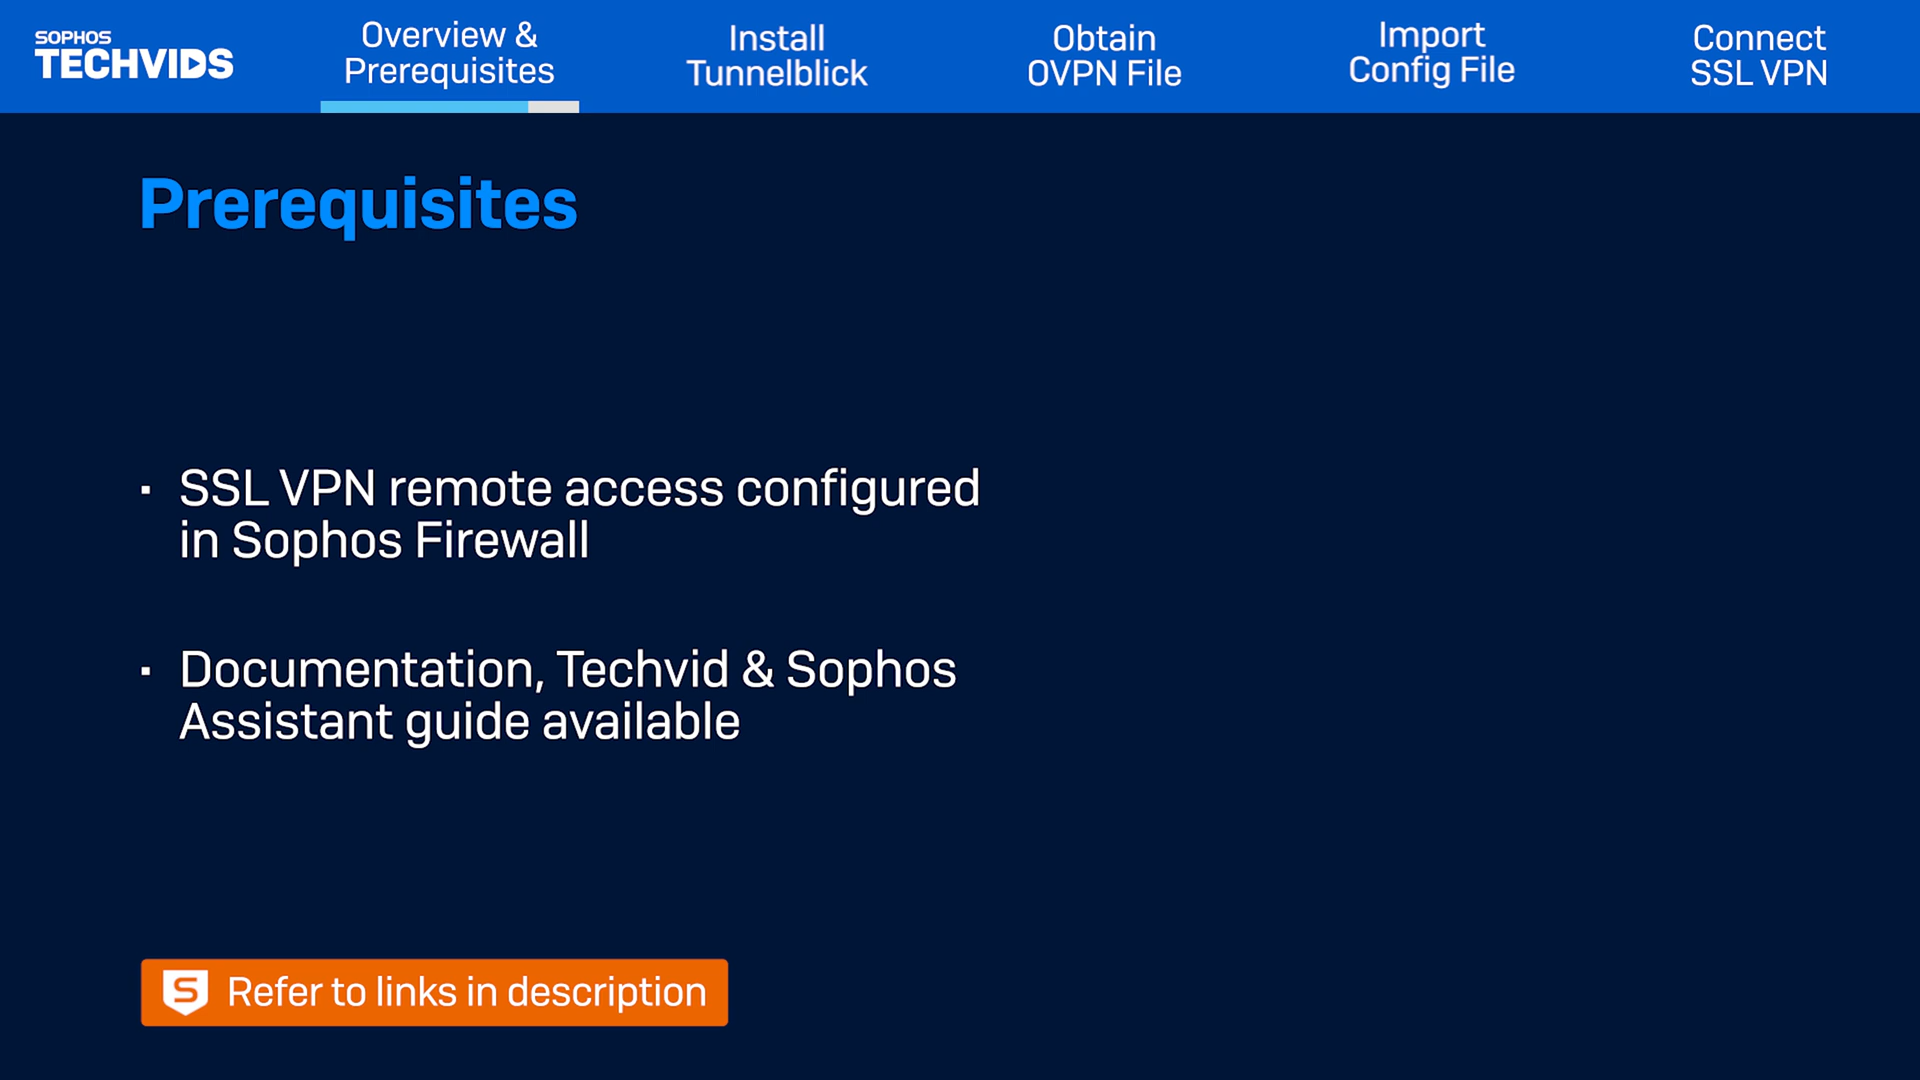 SOPHOS
TECHVIDS
Overview &
Prerequisites
Install
Tunnelblick
Obtain
OVPN File
Import
Config File
Connect
SSL VPN
Prerequisites
· SSL VPN remote access configured
in Sophos Firewall
· Documentation, Techvid & Sophos
Assistant guide available
S Refer to links in description